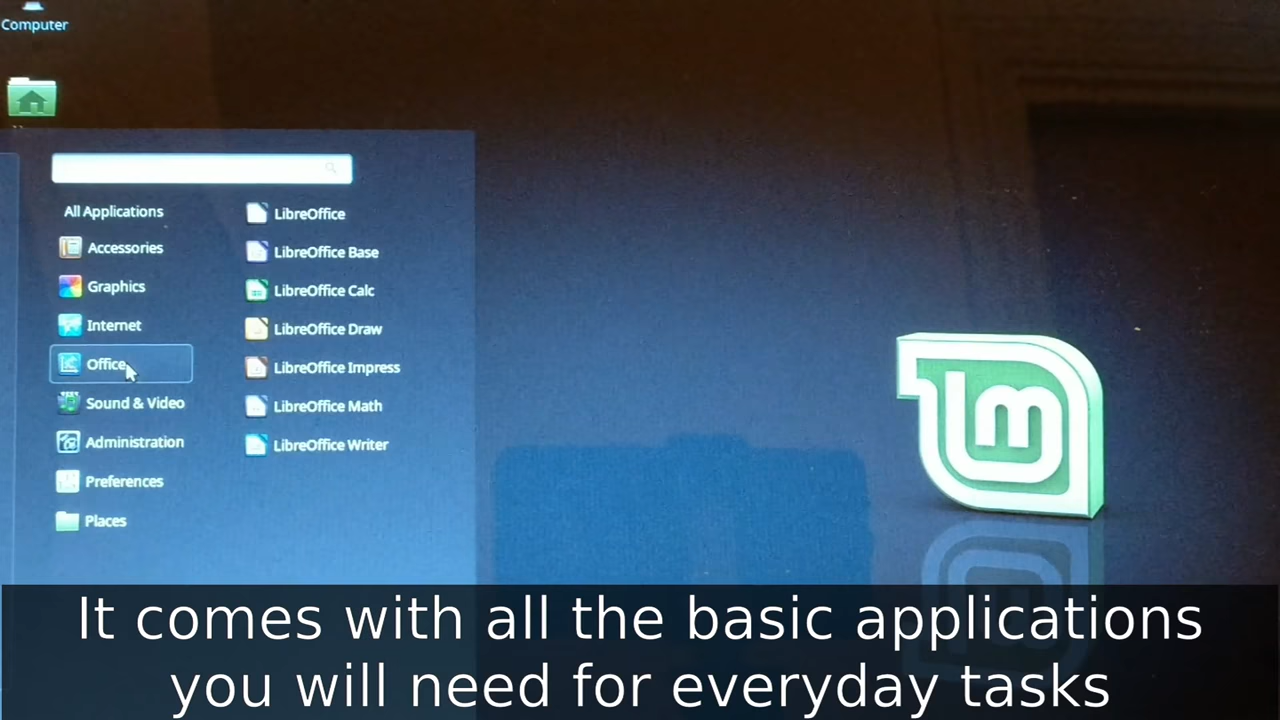 Computer
All Applications
Accessories
Graphics
Internet
Office
Sound & Video
Administration
Preferences
Places
LibreOffice
LibreOffice Base
LibreOffice Calc
LibreOffice Draw
LibreOffice Impress
LibreOffice Math
LibreOffice Writer
lm
It comes with all the basic applications
you will need for everyday tasks